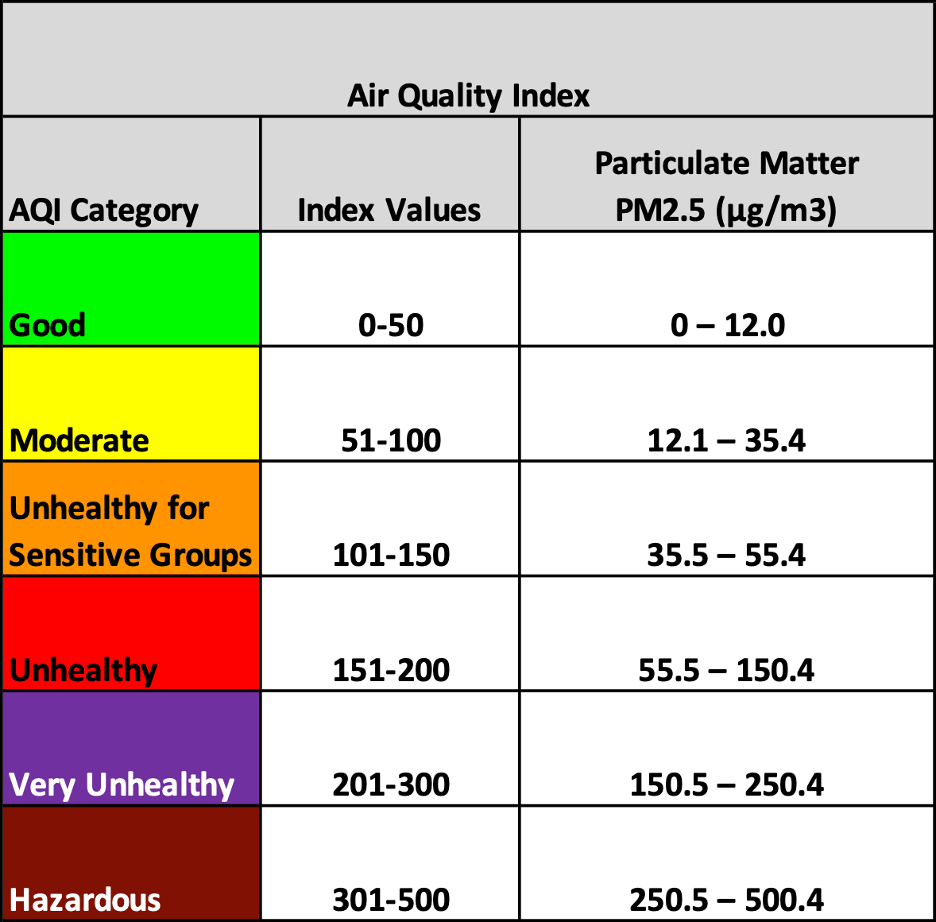 Air Quality Index
AQI Category Index Values Particulate Matter
PM2.5 (µg/m3)
Good 0-50 0 – 12.0
Moderate 51-100 12.1 – 35.4
Unhealthy for
Sensitive Groups 101-150 35.5 – 55.4
Unhealthy 151-200 55.5 – 150.4
Very Unhealthy 201-300 150.5 – 250.4
Hazardous 301-500 250.5 – 500.4